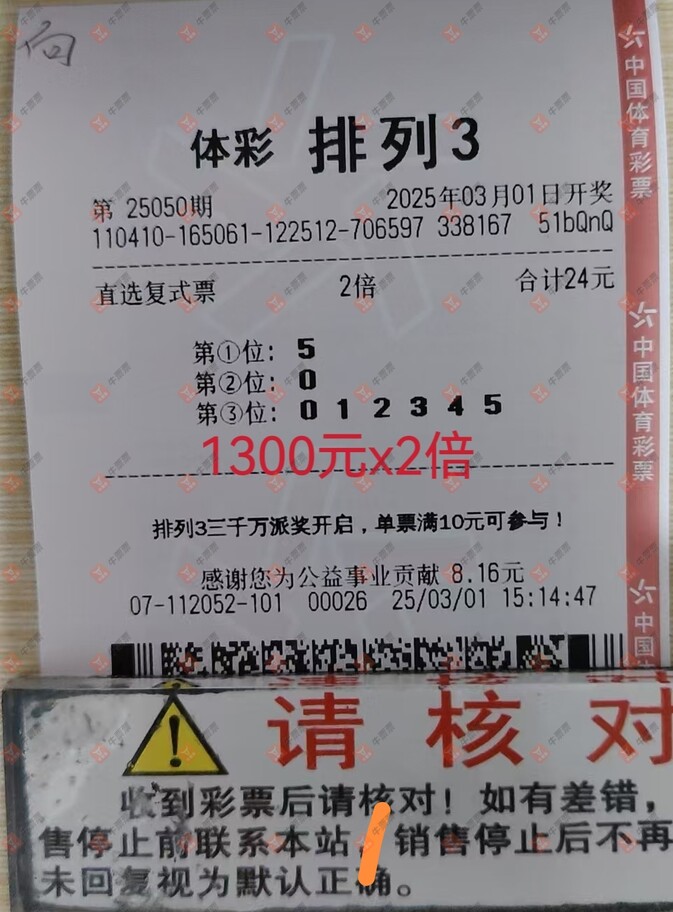 向
体彩 排列3
第 25050期 2025年03月01日开奖
110410-165061-122512-706597 338167 51bQnQ
直选复式票 2倍 合计24元
第①位: 5
第②位: 0
第③位: 0 1 2 3 4 5
1300元x2倍
排列3三千万派奖开启，单票满10元可参与！
感谢您为公益事业贡献 8.16元
07-112052-101 00026 25/03/01 15:14:47
中国体育彩票
中国体育彩票
中国体
请核对
收到彩票后请核对！如有差错，
售停止前联系本站，销售停止后不再
未回复视为默认正确。